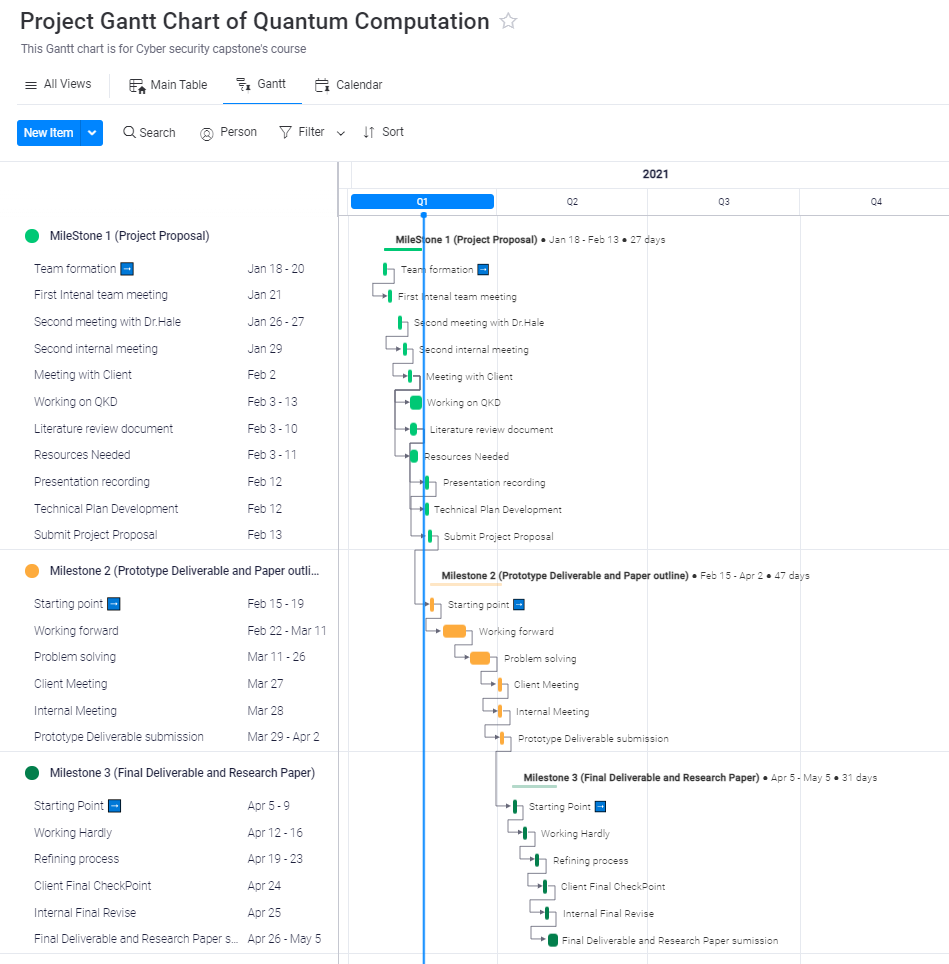 Project Gantt Chart of Quantum Computation
This Gantt chart is for Cyber security capstone's course
All Views Main Table Gantt Calendar
New Item Search Person Filter Sort
2021
Q1 Q2 Q3 Q4
MileStone 1 (Project Proposal) MileStone 1 (Project Proposal) ● Jan 18 - Feb 13 ● 27 days
Team formation Jan 18 - 20 Team formation
First Intenal team meeting Jan 21 First Intenal team meeting
Second meeting with Dr.Hale Jan 26 - 27 Second meeting with Dr.Hale
Second internal meeting Jan 29 Second internal meeting
Meeting with Client Feb 2 Meeting with Client
Working on QKD Feb 3 - 13 Working on QKD
Literature review document Feb 3 - 10 Literature review document
Resources Needed Feb 3 - 11 Resources Needed
Presentation recording Feb 12 Presentation recording
Technical Plan Development Feb 12 Technical Plan Development
Submit Project Proposal Feb 13 Submit Project Proposal
Milestone 2 (Prototype Deliverable and Paper outli... Milestone 2 (Prototype Deliverable and Paper outline) ● Feb 15 - Apr 2 ● 47 days
Starting point Feb 15 - 19 Starting point
Working forward Feb 22 - Mar 11 Working forward
Problem solving Mar 11 - 26 Problem solving
Client Meeting Mar 27 Client Meeting
Internal Meeting Mar 28 Internal Meeting
Prototype Deliverable submission Mar 29 - Apr 2 Prototype Deliverable submission
Milestone 3 (Final Deliverable and Research Paper) Milestone 3 (Final Deliverable and Research Paper) ● Apr 5 - May 5 ● 31 days
Starting Point Apr 5 - 9 Starting Point
Working Hardly Apr 12 - 16 Working Hardly
Refining process Apr 19 - 23 Refining process
Client Final CheckPoint Apr 24 Client Final CheckPoint
Internal Final Revise Apr 25 Internal Final Revise
Final Deliverable and Research Paper s... Apr 26 - May 5 Final Deliverable and Research Paper sumission